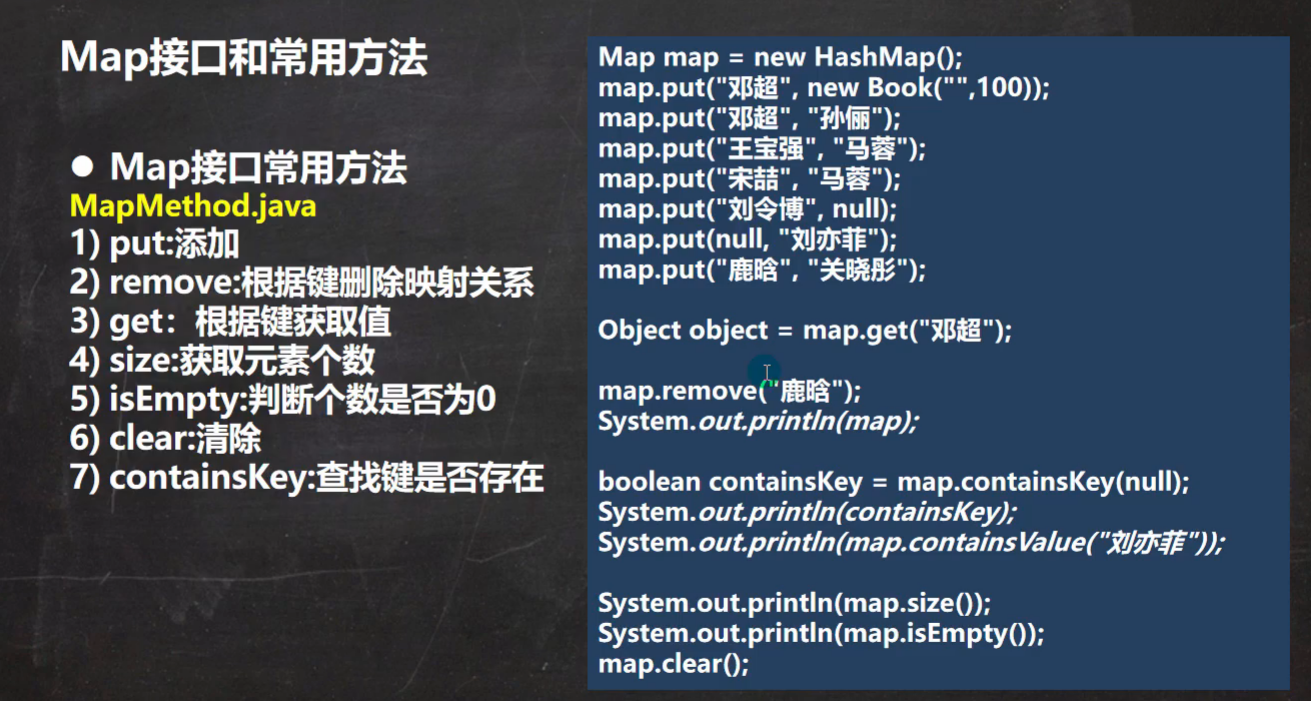 Map接口和常用方法
● Map接口常用方法
MapMethod.java
1) put:添加
2) remove:根据键删除映射关系
3) get：根据键获取值
4) size:获取元素个数
5) isEmpty:判断个数是否为0
6) clear:清除
7) containsKey:查找键是否存在
Map map = new HashMap();
map.put("邓超", new Book("",100));
map.put("邓超", "孙俪");
map.put("王宝强", "马蓉");
map.put("宋喆", "马蓉");
map.put("刘令博", null);
map.put(null, "刘亦菲");
map.put("鹿晗", "关晓彤");
Object object = map.get("邓超");
map.remove("鹿晗");
System.out.println(map);
boolean containsKey = map.containsKey(null);
System.out.println(containsKey);
System.out.println(map.containsValue("刘亦菲"));
System.out.println(map.size());
System.out.println(map.isEmpty());
map.clear();